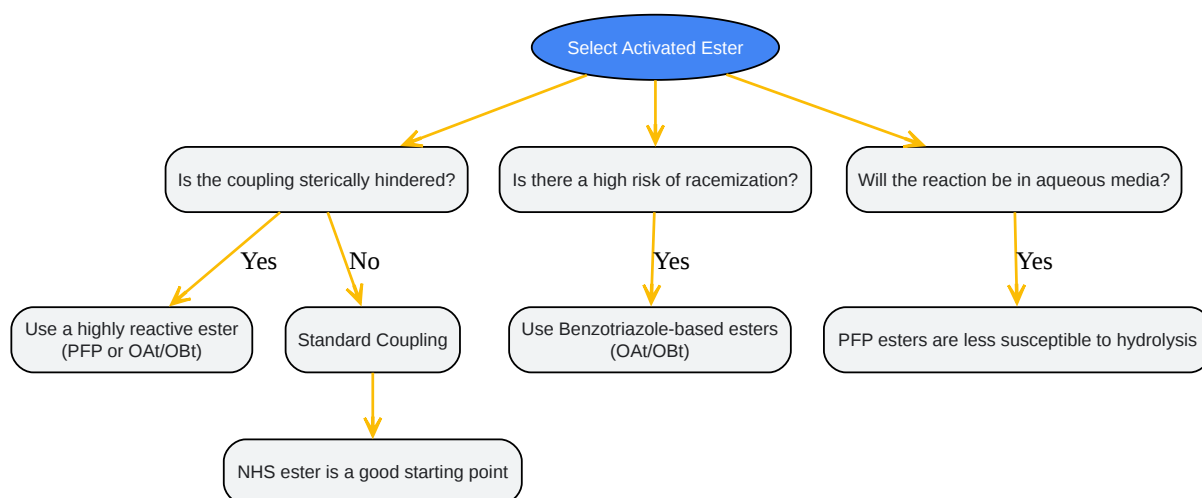 Select Activated Ester
Is the coupling sterically hindered?
Is there a high risk of racemization?
Will the reaction be in aqueous media?
Yes
No
Yes
Yes
Use a highly reactive ester
(PFP or OAt/OBt)
Standard Coupling
Use Benzotriazole-based esters
(OAt/OBt)
PFP esters are less susceptible to hydrolysis
NHS ester is a good starting point